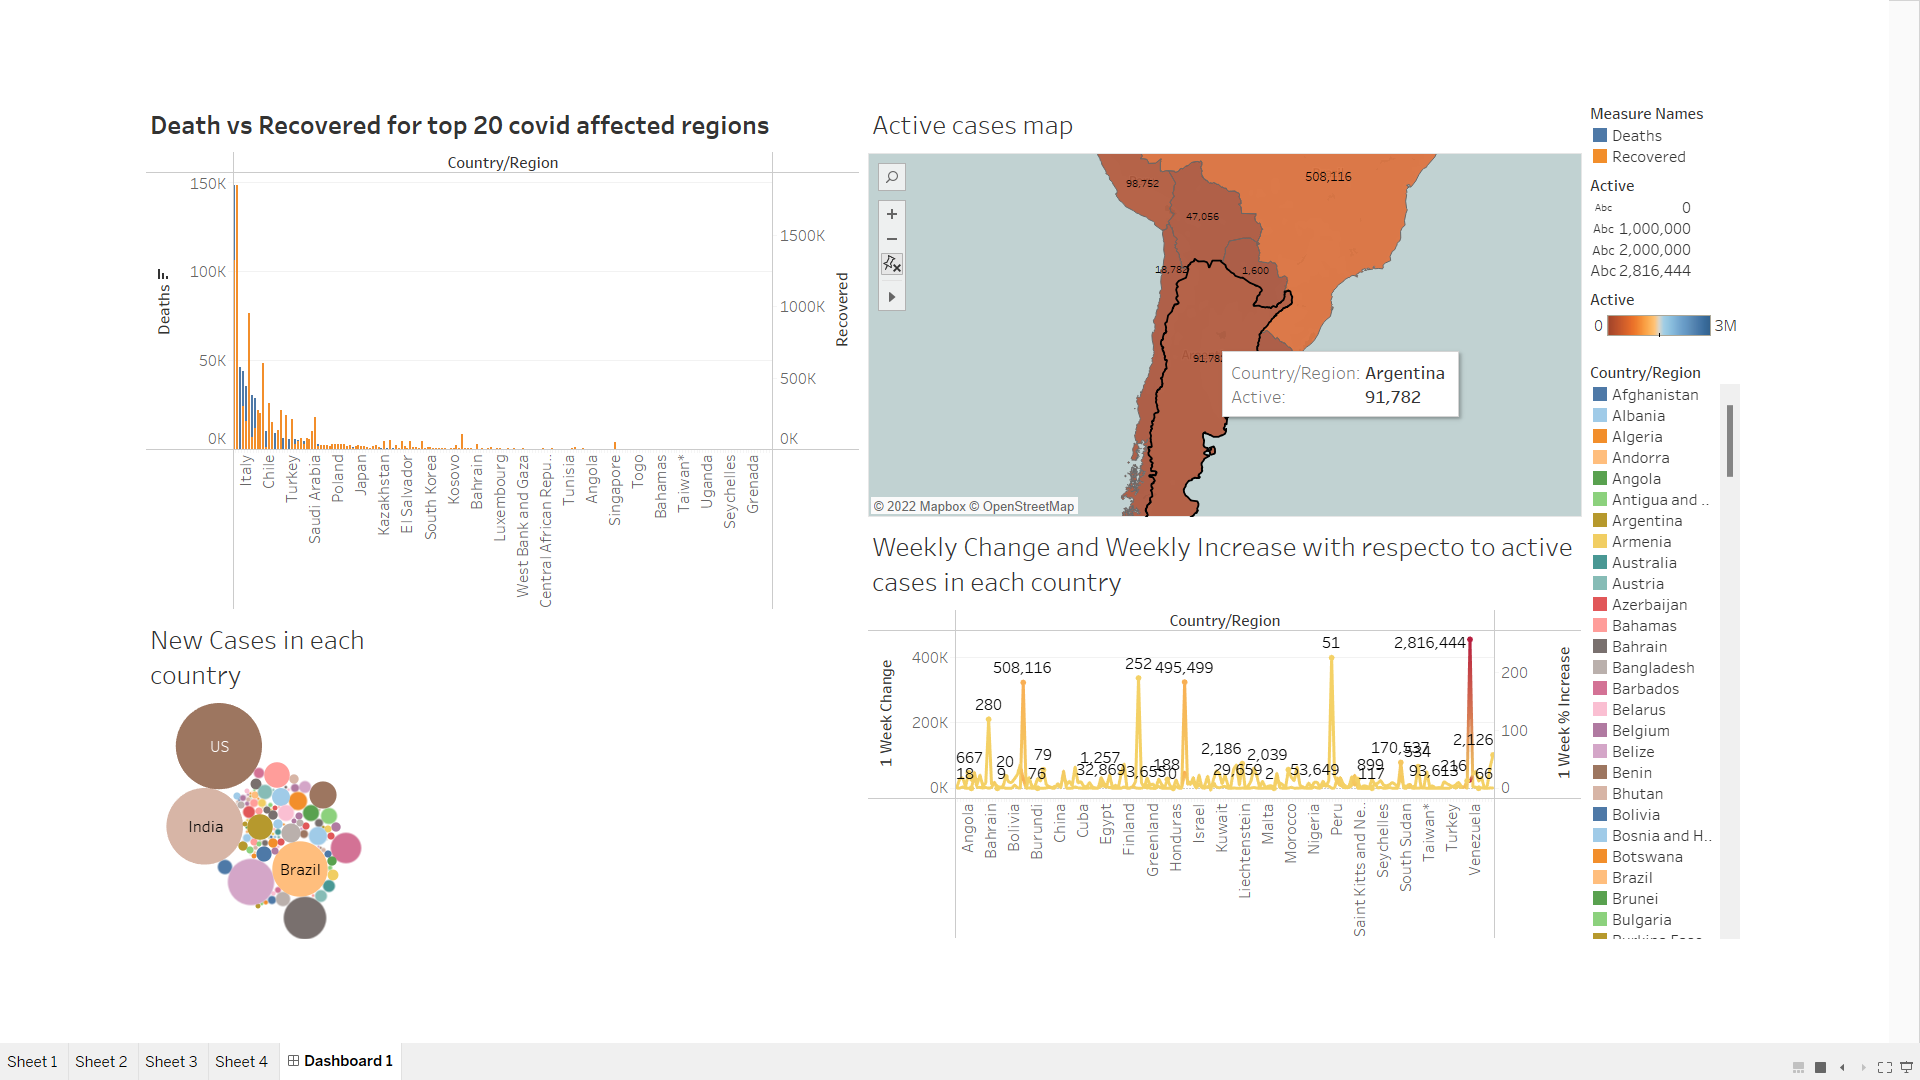 Death vs Recovered for top 20 covid affected regions
Country/Region
150K
100K
50K
0K
Deaths
1500K
1000K
500K
0K
Recovered
Italy
Chile
Turkey
Saudi Arabia
Poland
Japan
Kazakhstan
El Salvador
South Korea
Kosovo
Bahrain
Luxembourg
West Bank and Gaza
Central African Repu..
Tunisia
Angola
Singapore
Togo
Bahamas
Taiwan*
Uganda
Seychelles
Grenada
New Cases in each
country
US
India
Brazil
Active cases map
98,752
508,116
47,056
18,782
1,600
91,782
Country/Region: Argentina
Active: 91,782
© 2022 Mapbox © OpenStreetMap
Weekly Change and Weekly Increase with respecto to active
cases in each country
Country/Region
400K
200K
0K
1 Week Change
200
100
0
1 Week % Increase
51
2,816,444
508,116
252
495,499
280
667
18
20
9
79
76
1,257
32,869
188
2,186
29,659
2,039
2
53,649
170,537
534
899
117
93,613
216
2,126
66
Angola
Bahrain
Bolivia
Burundi
China
Cuba
Egypt
Finland
Greenland
Honduras
Israel
Kuwait
Liechtenstein
Malta
Morocco
Nigeria
Peru
Saint Kitts and Ne..
Seychelles
South Sudan
Taiwan*
Turkey
Venezuela
Measure Names
Deaths
Recovered
Active
Abc 0
Abc 1,000,000
Abc 2,000,000
Abc 2,816,444
Active
0 3M
Country/Region
Afghanistan
Albania
Algeria
Andorra
Angola
Antigua and ..
Argentina
Armenia
Australia
Austria
Azerbaijan
Bahamas
Bahrain
Bangladesh
Barbados
Belarus
Belgium
Belize
Benin
Bhutan
Bolivia
Bosnia and H..
Botswana
Brazil
Brunei
Bulgaria
Sheet 1
Sheet 2
Sheet 3
Sheet 4
Dashboard 1